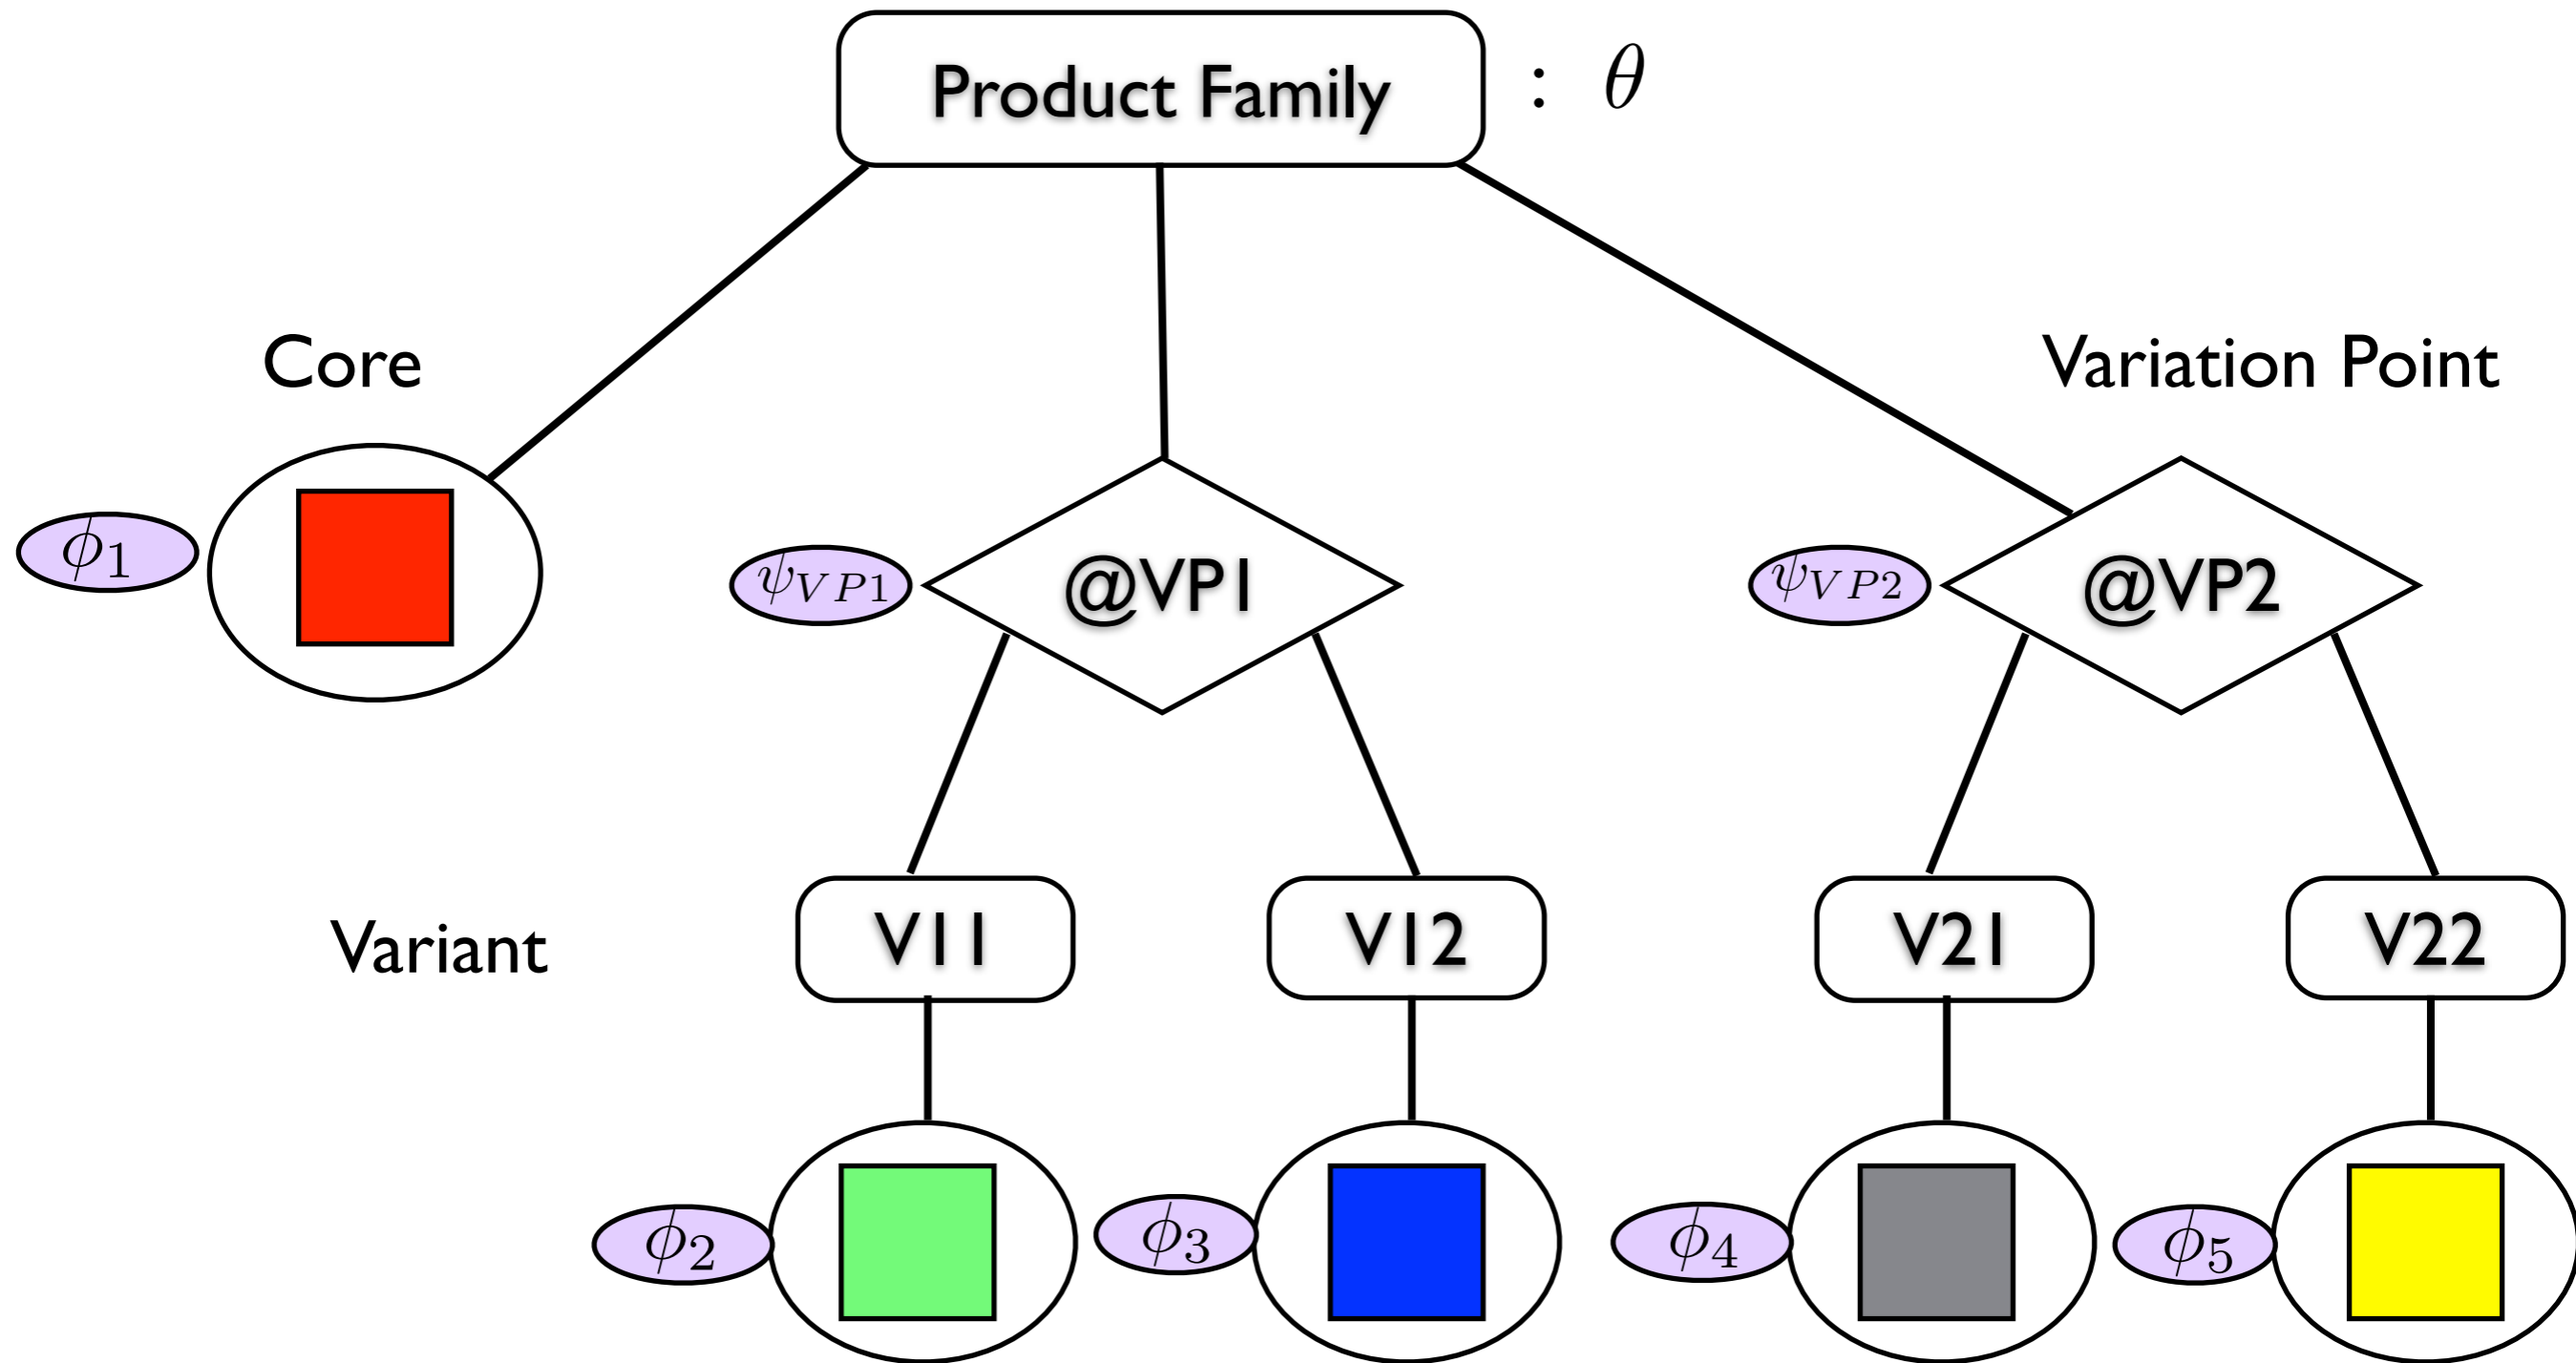 Product Family : θ
Core
Variation Point
ϕ1
ψVP1
@VP1
ψVP2
@VP2
Variant
V11
V12
V21
V22
ϕ2
ϕ3
ϕ4
ϕ5